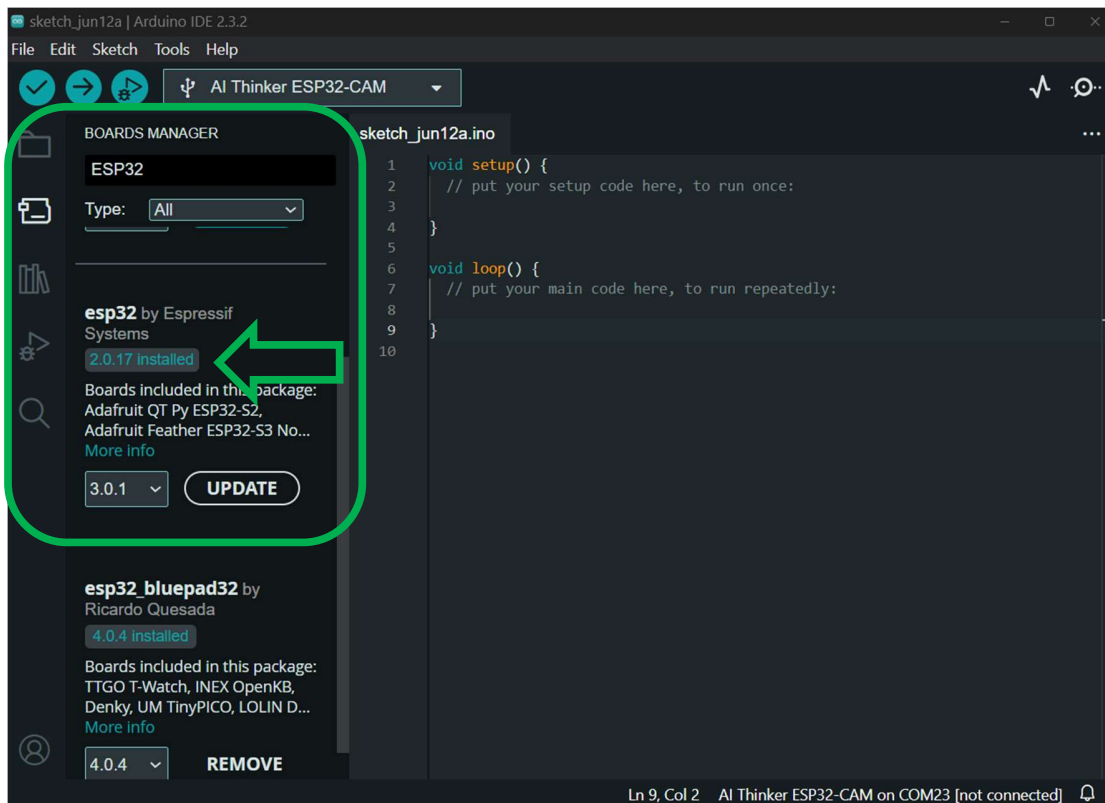 sketch_jun12a | Arduino IDE 2.3.2
File Edit Sketch Tools Help
AI Thinker ESP32-CAM
BOARDS MANAGER
ESP32
Type: All
esp32 by Espressif
Systems
2.0.17 installed
Boards included in this package:
Adafruit QT Py ESP32-S2,
Adafruit Feather ESP32-S3 No...
More info
3.0.1 UPDATE
esp32_bluepad32 by
Ricardo Quesada
4.0.4 installed
Boards included in this package:
TTGO T-Watch, INEX OpenKB,
Denky, UM TinyPICO, LOLIN D...
More info
4.0.4 REMOVE
sketch_jun12a.ino
...
1 void setup() {
2 // put your setup code here, to run once:
3
4 }
5
6 void loop() {
7 // put your main code here, to run repeatedly:
8
9 }
10
Ln 9, Col 2 AI Thinker ESP32-CAM on COM23 [not connected]